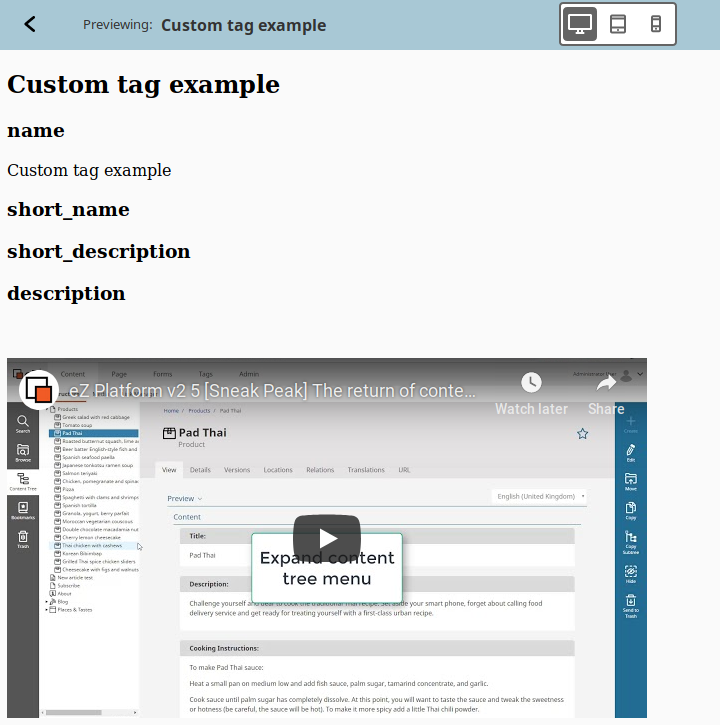 Previewing: Custom tag example
Custom tag example
name
Custom tag example
short_name
short_description
description
Content Page Forms Tags Admin
eZ Platform v2 5 [Sneak Peak] The return of conte...
Watch later Share
Search
Browse
Content Tree
Bookmarks
Trash
Products
Greek salad with red cabbage
Tomato soup
Pad Thai
Roasted butternut squash, lime a
Beer batter English-style fish and
Spanish seafood paella
Japanese tonkotsu ramen soup
Salmon teriyaki
Chicken, pomegranate and spinac
Pizza
Spaghetti with clams and shrimps
Spanish tortilla
Granola, yogurt, berry parfait
Moroccan vegetarian couscous
Double chocolate macadamia nut
Cherry lemon cheesecake
Thai chicken with cashews
Korean Bibimbap
Grilled Thai spice chicken sliders
Cheesecake with figs and walnuts
New article test
Subscribe
About
Blog
Places & Tastes
Home / Products / Pad Thai
Pad Thai
Product
View Details Versions Locations Relations Translations URL
Preview
English (United Kingdom)
Content
Title:
Pad Thai
Expand content
tree menu
Description:
Challenge yourself and dear to cook the traditional Thai recipe. Set aside your smart phone, forget about calling food
delivery service and get ready for treating yourself with a first-class urban recipe.
Cooking Instructions:
To make Pad Thai sauce:
Heat a small pan on medium low and add fish sauce, palm sugar, tamarind concentrate, and garlic.
Cook sauce until palm sugar has completely dissolve. At this point, you will want to taste the sauce and tweak the sweetness
or hotness (be careful, the sauce will be hot). To make it more spicy add a little Thai chili powder.
Create
Edit
Move
Copy
Copy
Subtree
Hide
Send to
Trash